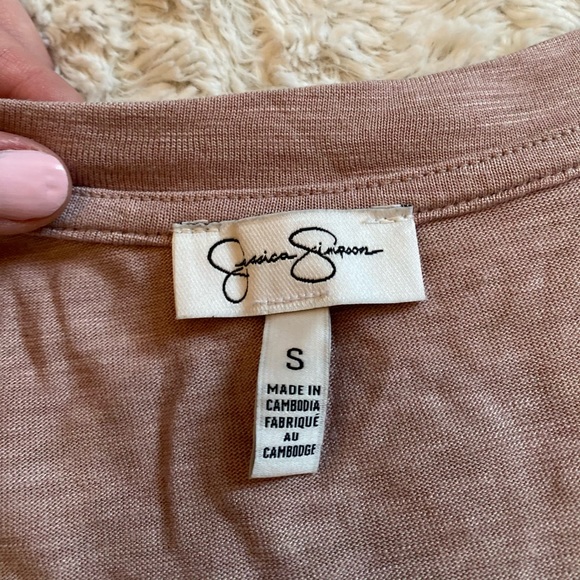 Jessica Simpson
S
MADE IN
CAMBODIA
FABRIQUÉ
AU
CAMBODGE